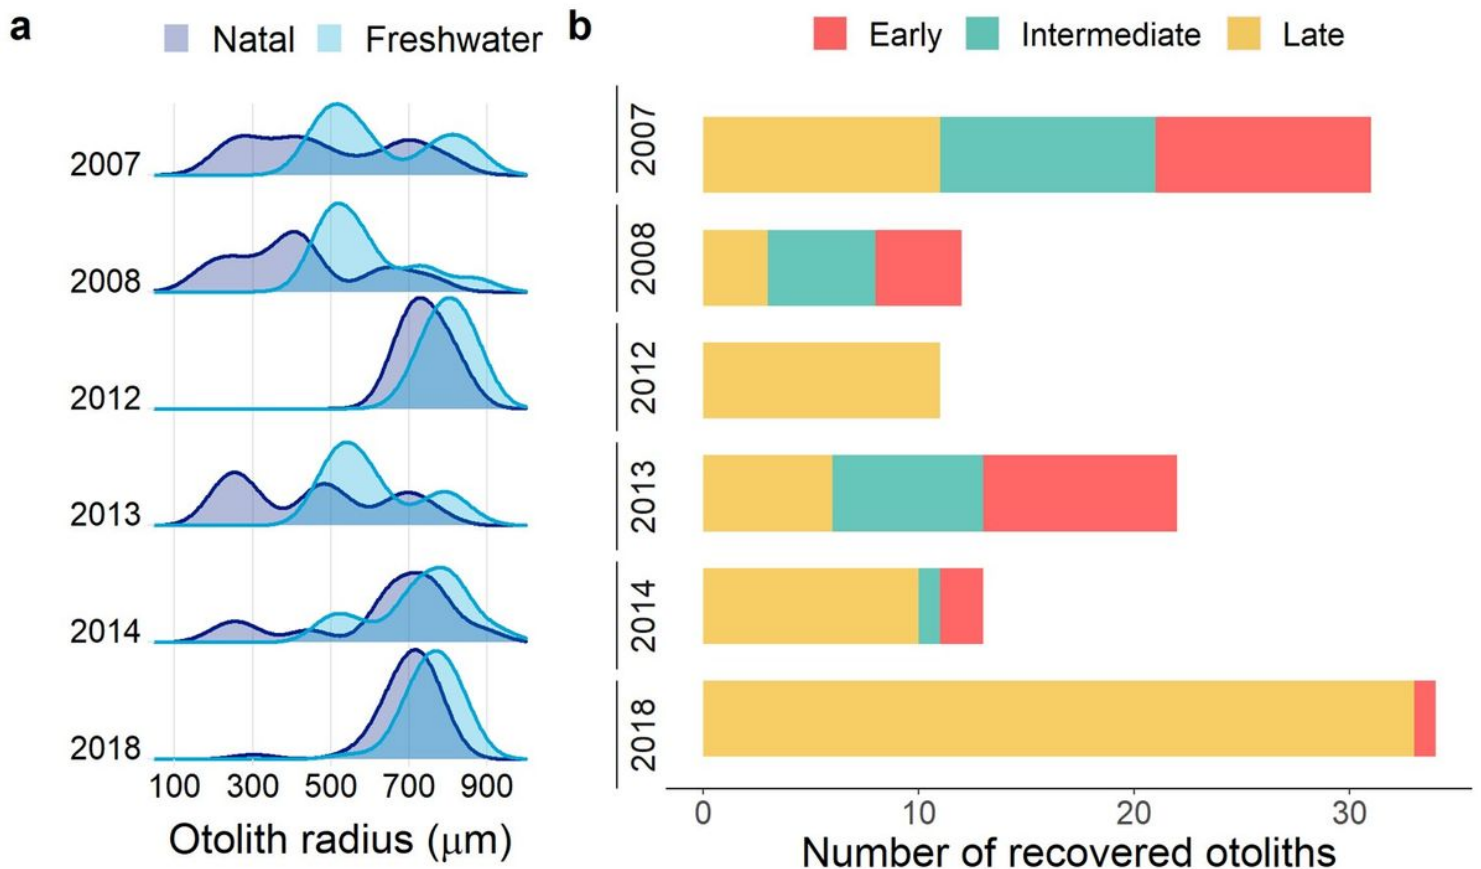 a
Natal Freshwater
2007
2008
2012
2013
2014
2018
100 300 500 700 900
Otolith radius (μm)
b
Early Intermediate Late
2007
2008
2012
2013
2014
2018
0 10 20 30
Number of recovered otoliths